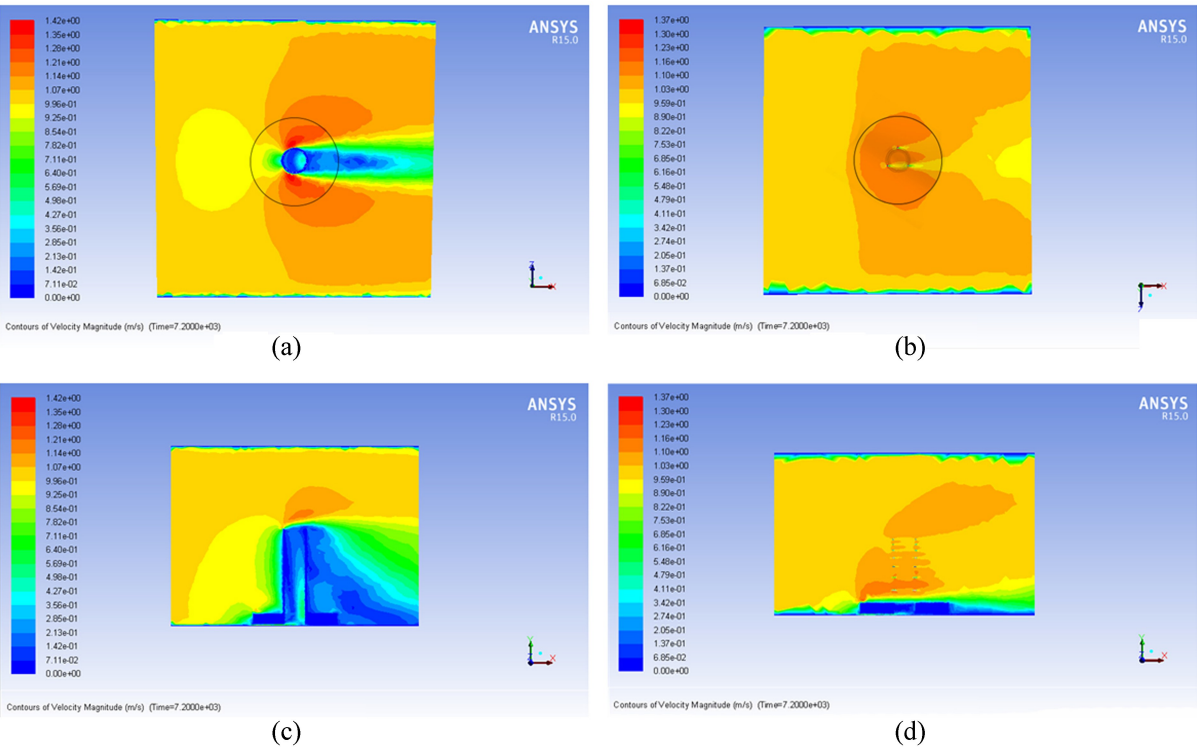 1.42e+00
1.35e+00
1.28e+00
1.21e+00
1.14e+00
1.07e+00
9.96e-01
9.25e-01
8.54e-01
7.82e-01
7.11e-01
6.40e-01
5.69e-01
4.98e-01
4.27e-01
3.56e-01
2.85e-01
2.13e-01
1.42e-01
7.11e-02
0.00e+00
ANSYS
R15.0
Z
X
Contours of Velocity Magnitude (m/s) (Time=7.2000e+03)
(a)
1.37e+00
1.30e+00
1.23e+00
1.16e+00
1.10e+00
1.03e+00
9.59e-01
8.90e-01
8.22e-01
7.53e-01
6.85e-01
6.16e-01
5.48e-01
4.79e-01
4.11e-01
3.42e-01
2.74e-01
2.05e-01
1.37e-01
6.85e-02
0.00e+00
ANSYS
R15.0
X
Z
Contours of Velocity Magnitude (m/s) (Time=7.2000e+03)
(b)
1.42e+00
1.35e+00
1.28e+00
1.21e+00
1.14e+00
1.07e+00
9.96e-01
9.25e-01
8.54e-01
7.82e-01
7.11e-01
6.40e-01
5.69e-01
4.98e-01
4.27e-01
3.56e-01
2.85e-01
2.13e-01
1.42e-01
7.11e-02
0.00e+00
ANSYS
R15.0
Y
Z X
Contours of Velocity Magnitude (m/s) (Time=7.2000e+03)
(c)
1.37e+00
1.30e+00
1.23e+00
1.16e+00
1.10e+00
1.03e+00
9.59e-01
8.90e-01
8.22e-01
7.53e-01
6.85e-01
6.16e-01
5.48e-01
4.79e-01
4.11e-01
3.42e-01
2.74e-01
2.05e-01
1.37e-01
6.85e-02
0.00e+00
ANSYS
R15.0
Y
Z X
Contours of Velocity Magnitude (m/s) (Time=7.2000e+03)
(d)